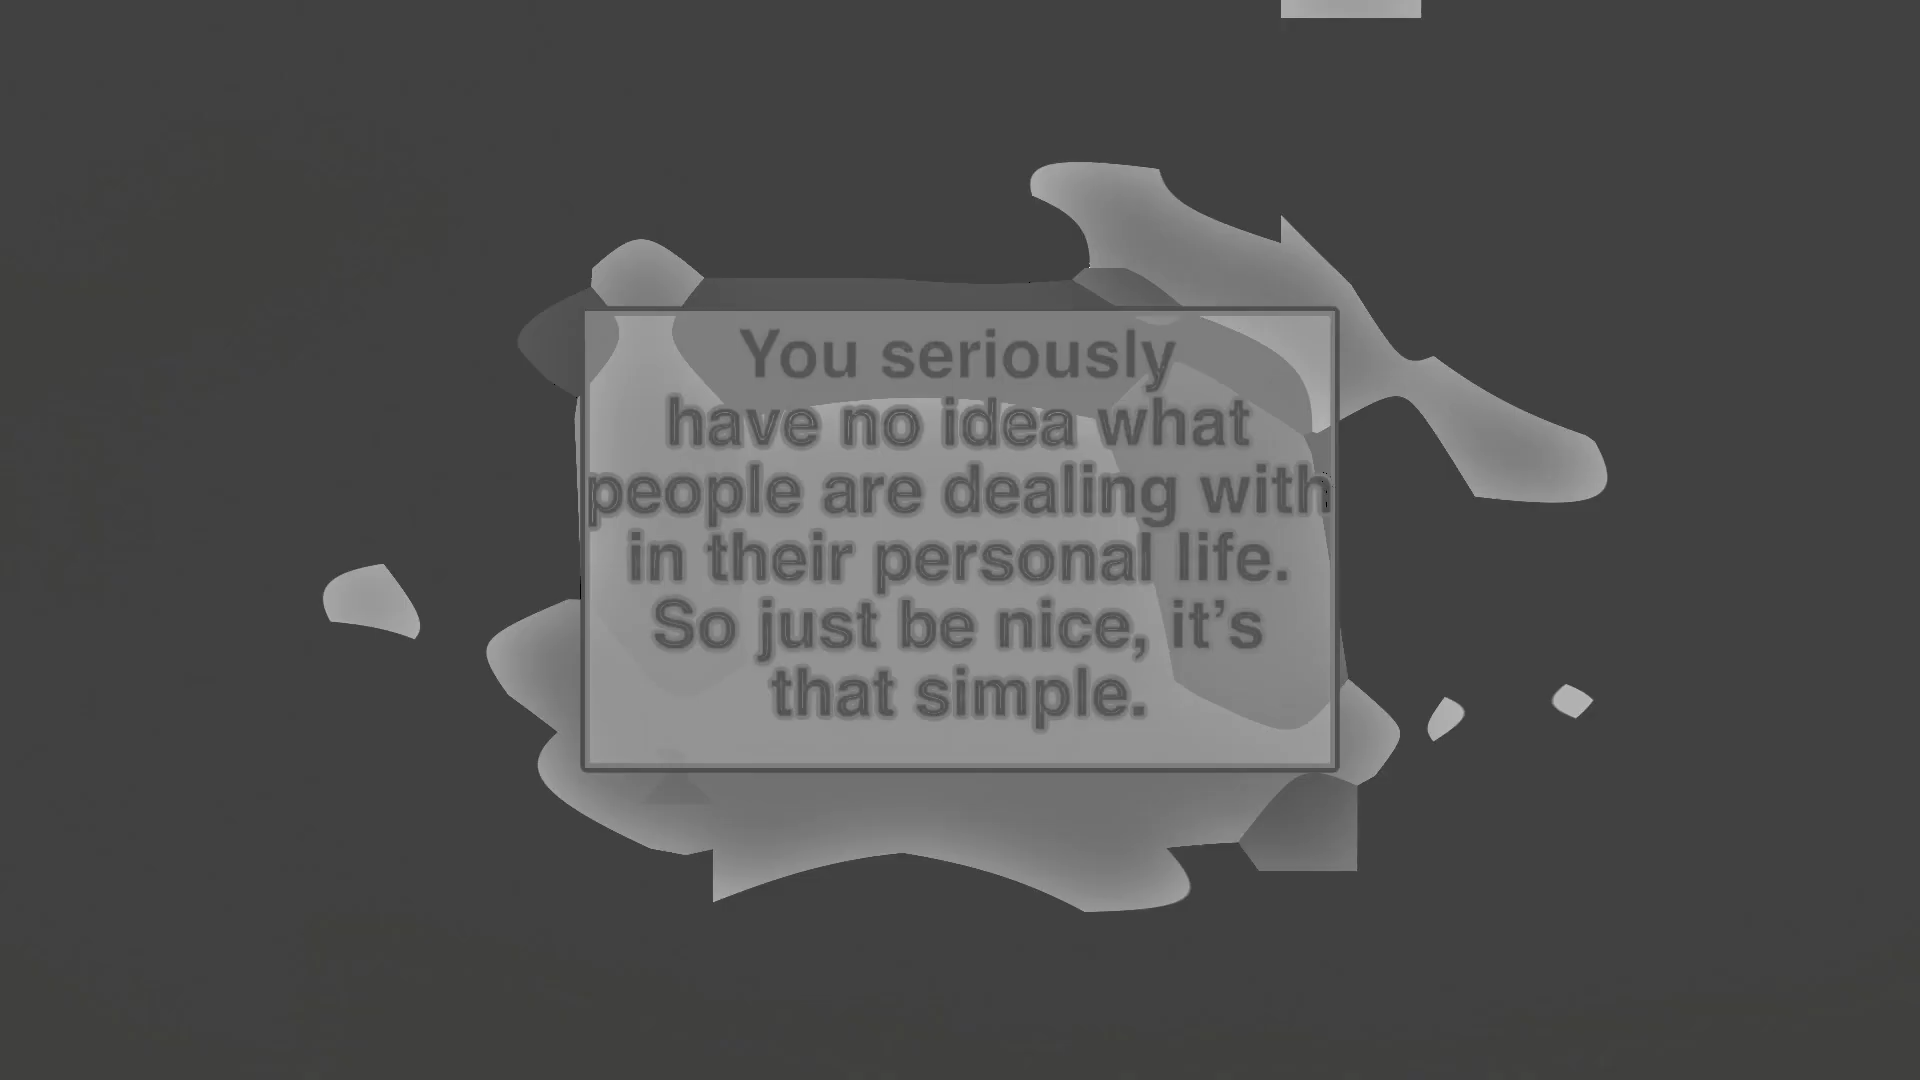 You seriously
have no idea what
people are dealing with
in their personal life.
So just be nice, it’s
that simple.